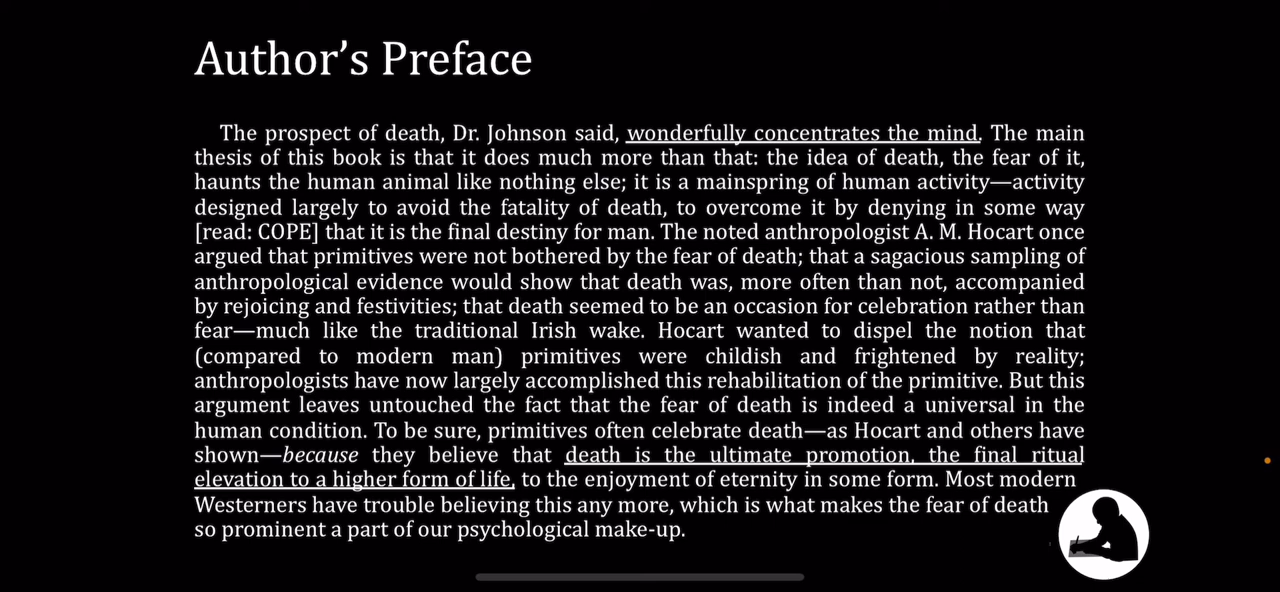 Author’s Preface
The prospect of death, Dr. Johnson said, wonderfully concentrates the mind. The main
thesis of this book is that it does much more than that: the idea of death, the fear of it,
haunts the human animal like nothing else; it is a mainspring of human activity—activity
designed largely to avoid the fatality of death, to overcome it by denying in some way
[read: COPE] that it is the final destiny for man. The noted anthropologist A. M. Hocart once
argued that primitives were not bothered by the fear of death; that a sagacious sampling of
anthropological evidence would show that death was, more often than not, accompanied
by rejoicing and festivities; that death seemed to be an occasion for celebration rather than
fear—much like the traditional Irish wake. Hocart wanted to dispel the notion that
(compared to modern man) primitives were childish and frightened by reality;
anthropologists have now largely accomplished this rehabilitation of the primitive. But this
argument leaves untouched the fact that the fear of death is indeed a universal in the
human condition. To be sure, primitives often celebrate death—as Hocart and others have
shown—because they believe that death is the ultimate promotion, the final ritual
elevation to a higher form of life, to the enjoyment of eternity in some form. Most modern
Westerners have trouble believing this any more, which is what makes the fear of death
so prominent a part of our psychological make-up.